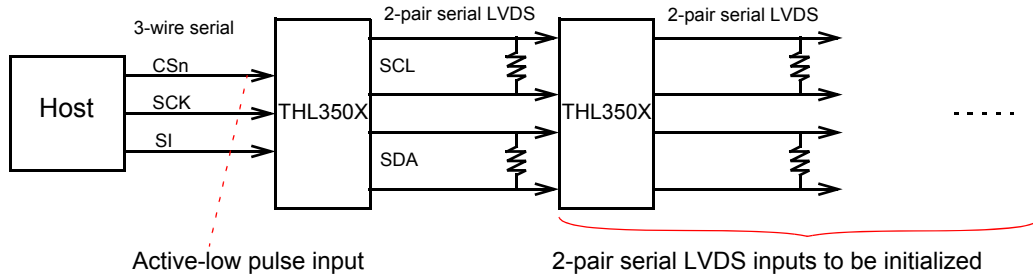 3-wire serial
2-pair serial LVDS
2-pair serial LVDS
Host
CSn
SCK
SI
THL350X
SCL
SDA
THL350X
Active-low pulse input
2-pair serial LVDS inputs to be initialized